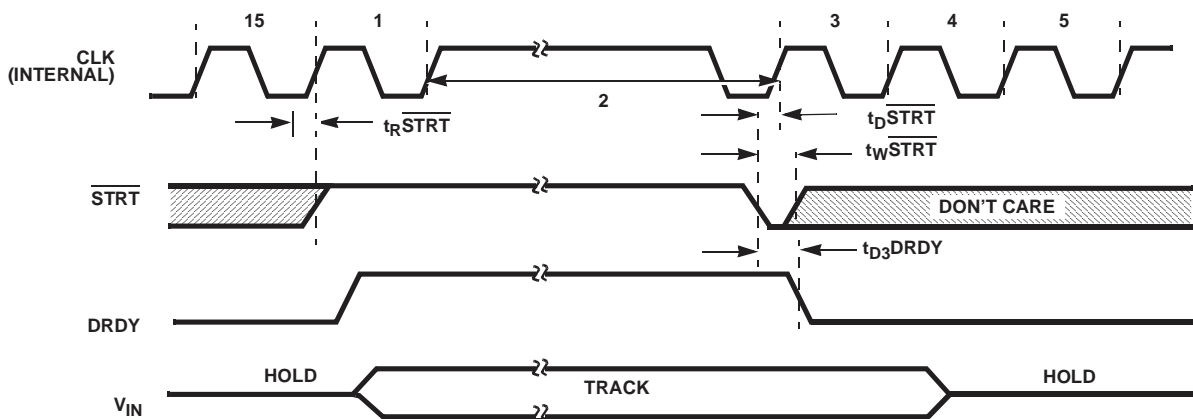 15 1 3 4 5
CLK
(INTERNAL)
2
tRSTRT
tDSTRT
tWSTRT
STRT
DON'T CARE
tD3DRDY
DRDY
HOLD TRACK HOLD
VIN